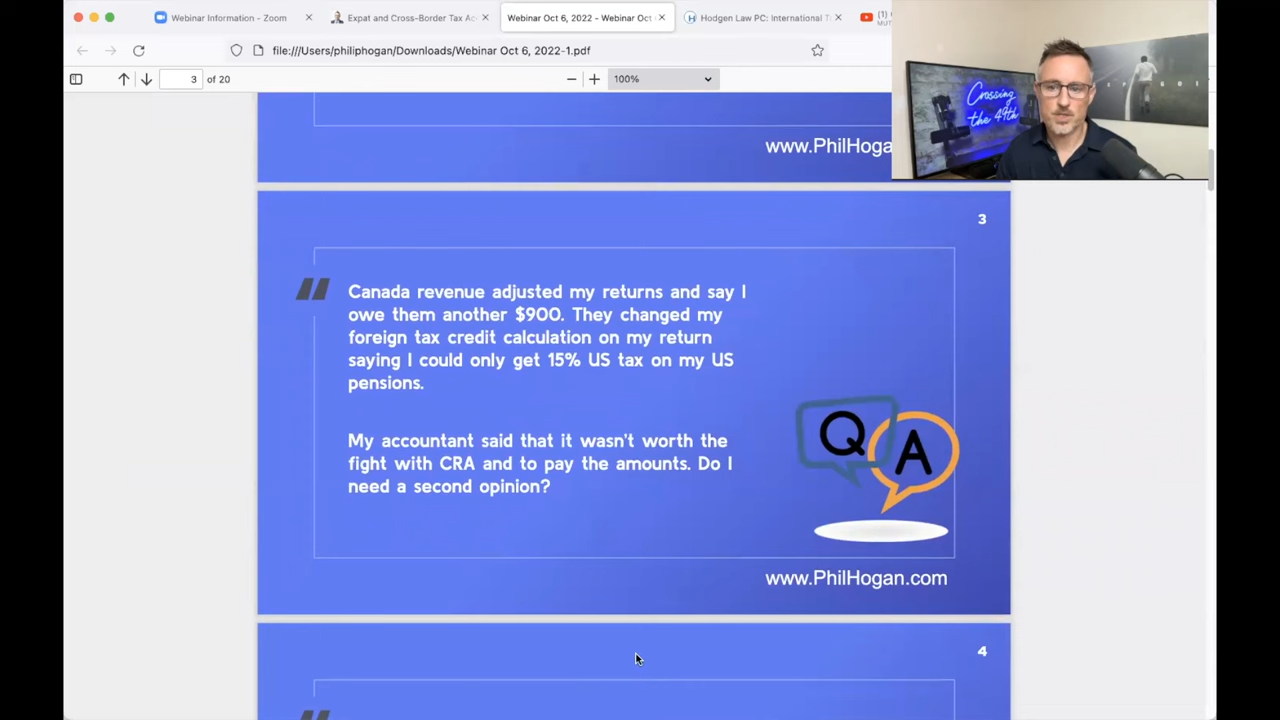 Webinar Information - Zoom
Expat and Cross-Border Tax Ac
Webinar Oct 6, 2022 - Webinar Oct
Hodgen Law PC: International T
(1)
MUT
file:///Users/philiphogan/Downloads/Webinar Oct 6, 2022-1.pdf
3 of 20
100%
Crossing
the 49th
www.PhilHoga
3
Canada revenue adjusted my returns and say I
owe them another $900. They changed my
foreign tax credit calculation on my return
saying I could only get 15% US tax on my US
pensions.
My accountant said that it wasn't worth the
fight with CRA and to pay the amounts. Do I
need a second opinion?
Q A
www.PhilHogan.com
4